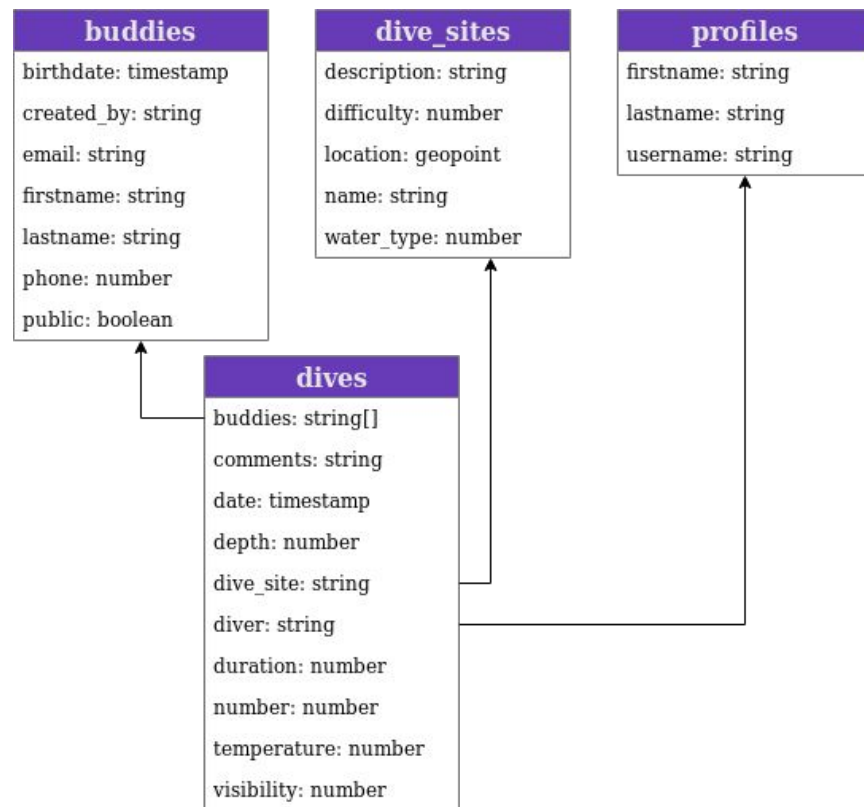 buddies
birthdate: timestamp
created_by: string
email: string
firstname: string
lastname: string
phone: number
public: boolean
dive_sites
description: string
difficulty: number
location: geopoint
name: string
water_type: number
profiles
firstname: string
lastname: string
username: string
dives
buddies: string[]
comments: string
date: timestamp
depth: number
dive_site: string
diver: string
duration: number
number: number
temperature: number
visibility: number